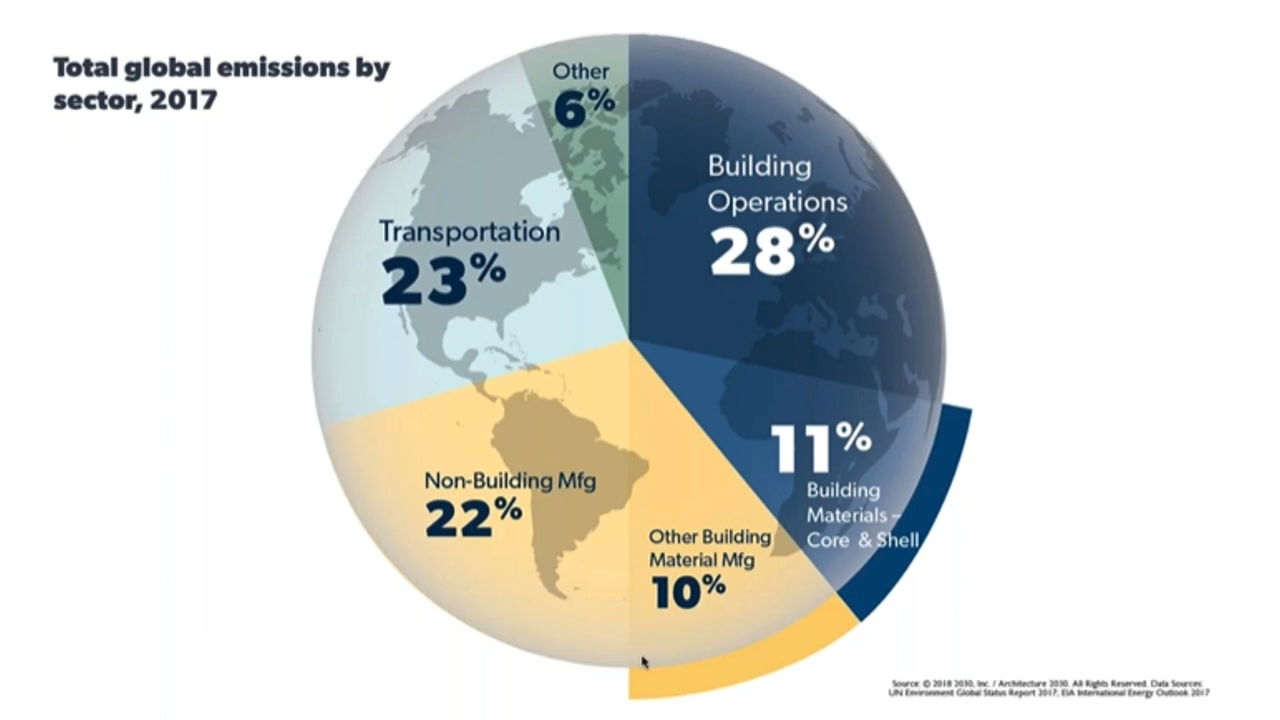 Total global emissions by
sector, 2017
Other
6%
Building
Operations
28%
Transportation
23%
11%
Building
Materials –
Core & Shell
Non-Building Mfg
22%
Other Building
Material Mfg
10%
Source: © 2018 2030, Inc. / Architecture 2030. All Rights Reserved. Data Sources:
UN Environment Global Status Report 2017; EIA International Energy Outlook 2017